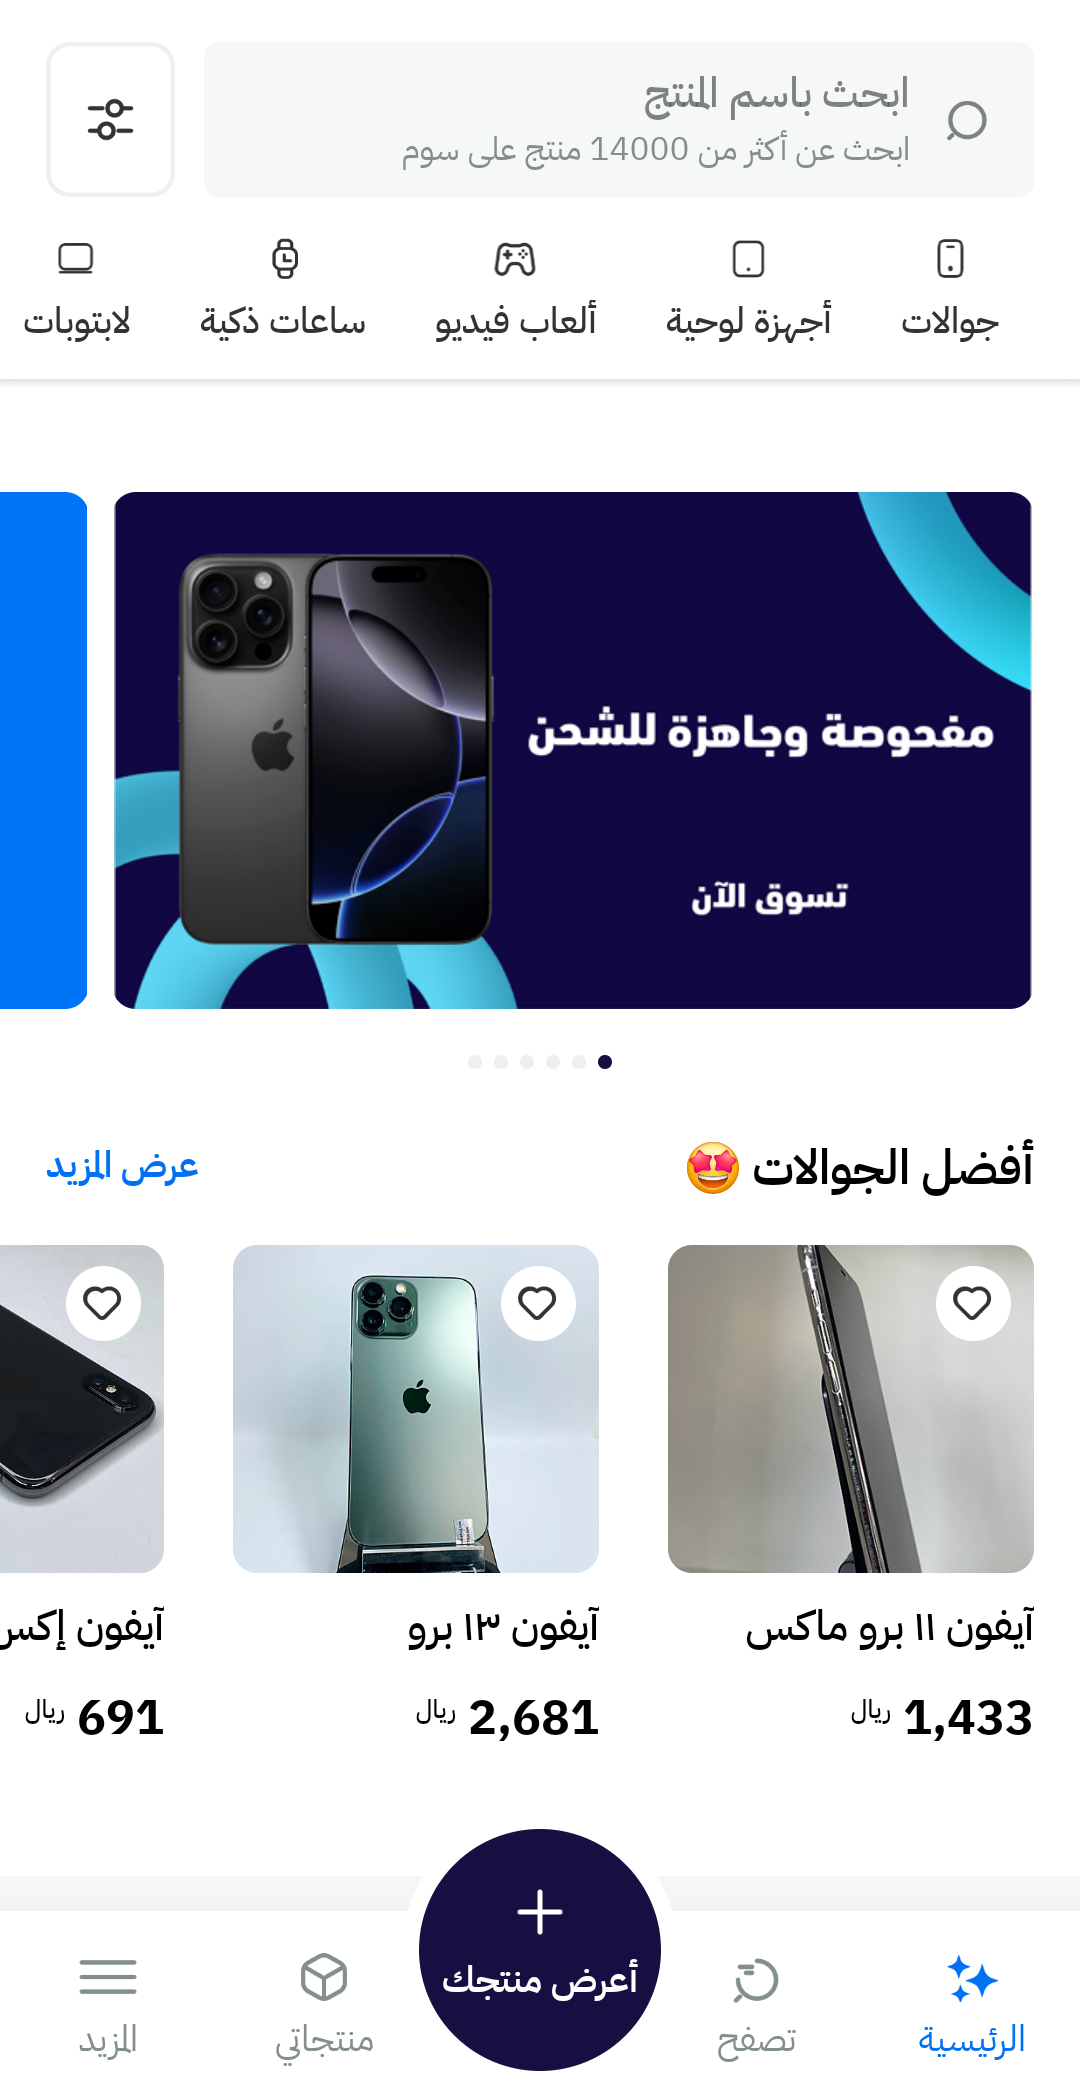 ابحث باسم المنتج
ابحث عن أكثر من 14000 منتج على سوم
جوالات
أجهزة لوحية
ألعاب فيديو
ساعات ذكية
لابتوبات
مفحوصة وجاهزة للشحن
تسوق الآن
أفضل الجوالات 🤩
عرض المزيد
آيفون ١١ برو ماكس
1,433 ريال
آيفون ١٣ برو
2,681 ريال
آيفون إكس
691 ريال
الرئيسية
تصفح
أعرض منتجك
منتجاتي
المزيد